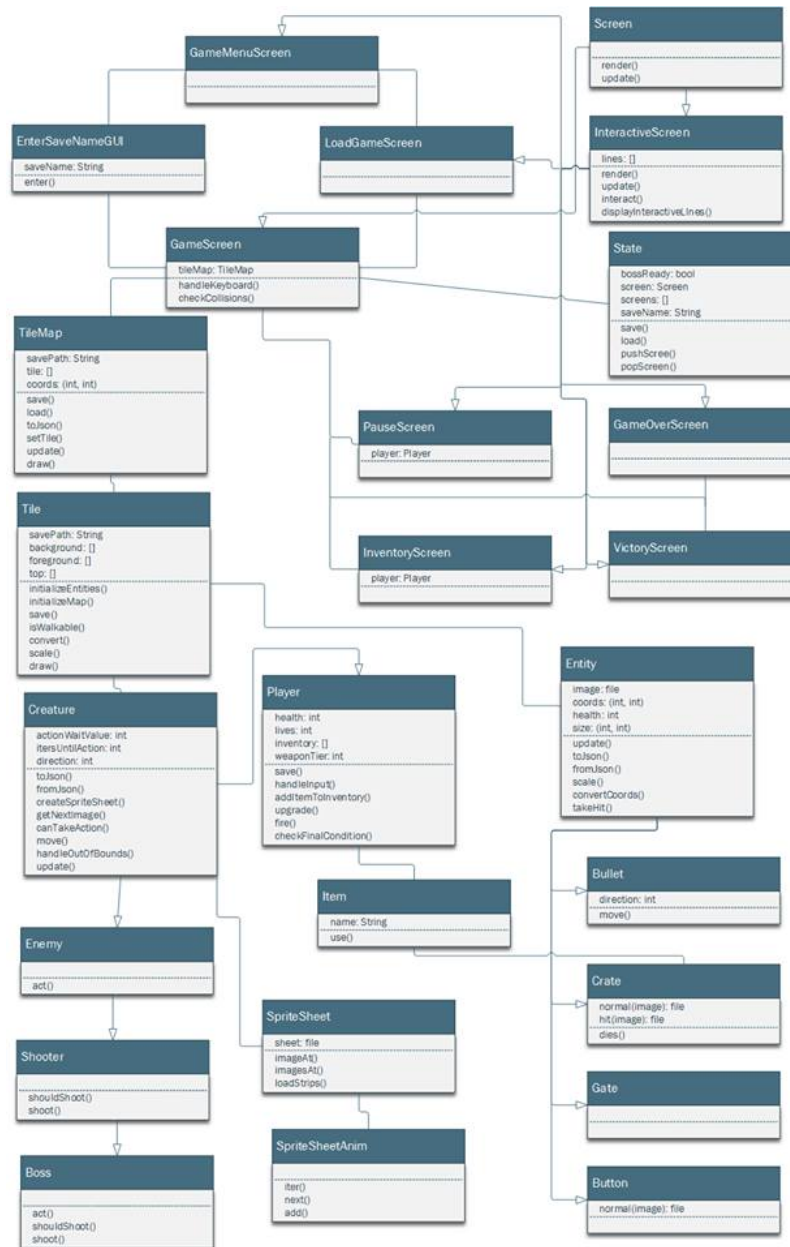 GameMenuScreen
Screen
render()
update()
EnterSaveNameGUI
saveName: String
enter()
LoadGameScreen
InteractiveScreen
lines: []
render()
update()
interact()
displayInteractiveLInes()
GameScreen
tileMap: TileMap
handleKeyboard()
checkCollisions()
State
bossReady: bool
screen: Screen
screens: []
saveName: String
save()
load()
pushScree()
popScreen()
TileMap
savePath: String
tile: []
coords: (int, int)
save()
load()
toJson()
setTile()
update()
draw()
PauseScreen
player: Player
GameOverScreen
Tile
savePath: String
background: []
foreground: []
top: []
initializeEntities()
initializeMap()
save()
isWalkable()
convert()
scale()
draw()
InventoryScreen
player: Player
VictoryScreen
Creature
actionWaitValue: int
itersUntilAction: int
direction: int
toJson()
fromJson()
createSpriteSheet()
getNextImage()
canTakeAction()
move()
handleOutOfBounds()
update()
Player
health: int
lives: int
inventory: []
weaponTier: int
save()
handleInput()
addItemToInventory()
upgrade()
fire()
checkFinalCondition()
Entity
image: file
coords: (int, int)
health: int
size: (int, int)
update()
toJson()
fromJson()
scale()
convertCoords()
takeHit()
Item
name: String
use()
Bullet
direction: int
move()
Enemy
act()
Crate
normal(image): file
hit(image): file
dies()
SpriteSheet
sheet: file
imageAt()
imagesAt()
loadStrips()
Shooter
shouldShoot()
shoot()
Gate
SpriteSheetAnim
iter()
next()
add()
Boss
act()
shouldShoot()
shoot()
Button
normal(image): file